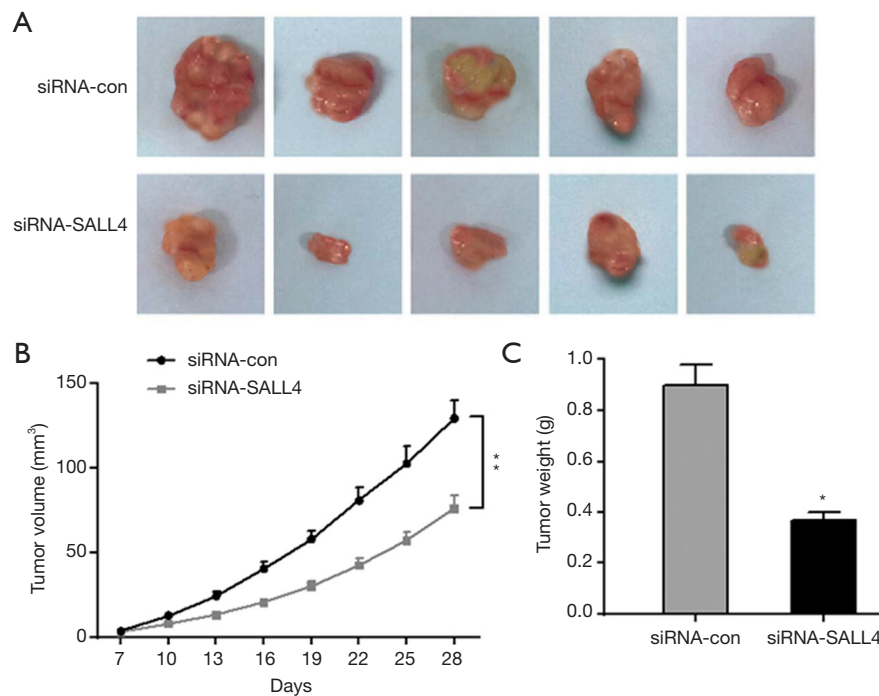 A
siRNA-con
siRNA-SALL4
B
siRNA-con
siRNA-SALL4
Tumor volume (mm³)
150
100
50
0
7 10 13 16 19 22 25 28
Days
**
C
Tumor weight (g)
1.0
0.8
0.6
0.4
0.2
0.0
*
siRNA-con siRNA-SALL4